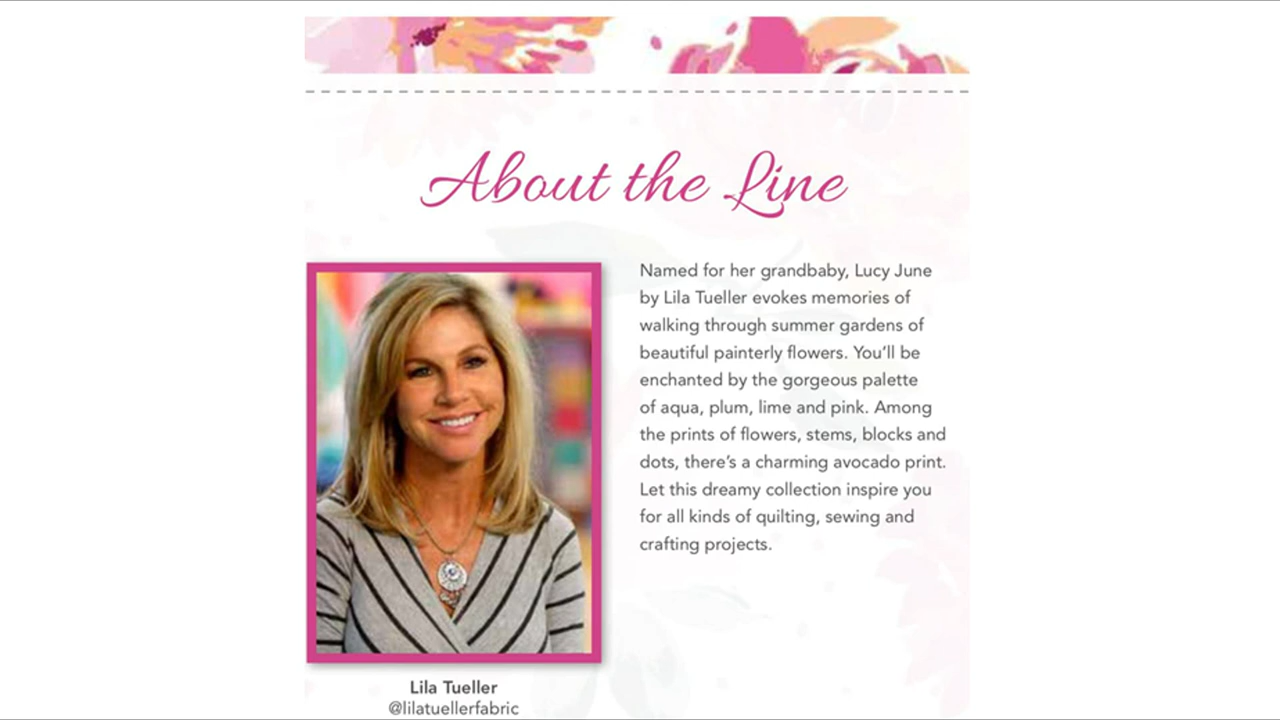 About the Line
Named for her grandbaby, Lucy June
by Lila Tueller evokes memories of
walking through summer gardens of
beautiful painterly flowers. You’ll be
enchanted by the gorgeous palette
of aqua, plum, lime and pink. Among
the prints of flowers, stems, blocks and
dots, there’s a charming avocado print.
Let this dreamy collection inspire you
for all kinds of quilting, sewing and
crafting projects.
Lila Tueller
@lilatuellerfabric